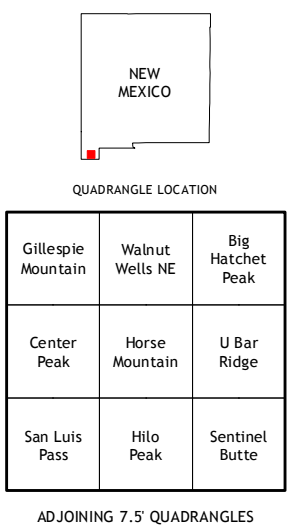 NEW
MEXICO
QUADRANGLE LOCATION
Gillespie
Mountain
Walnut
Wells NE
Big
Hatchet
Peak
Center
Peak
Horse
Mountain
U Bar
Ridge
San Luis
Pass
Hilo
Peak
Sentinel
Butte
ADJOINING 7.5' QUADRANGLES